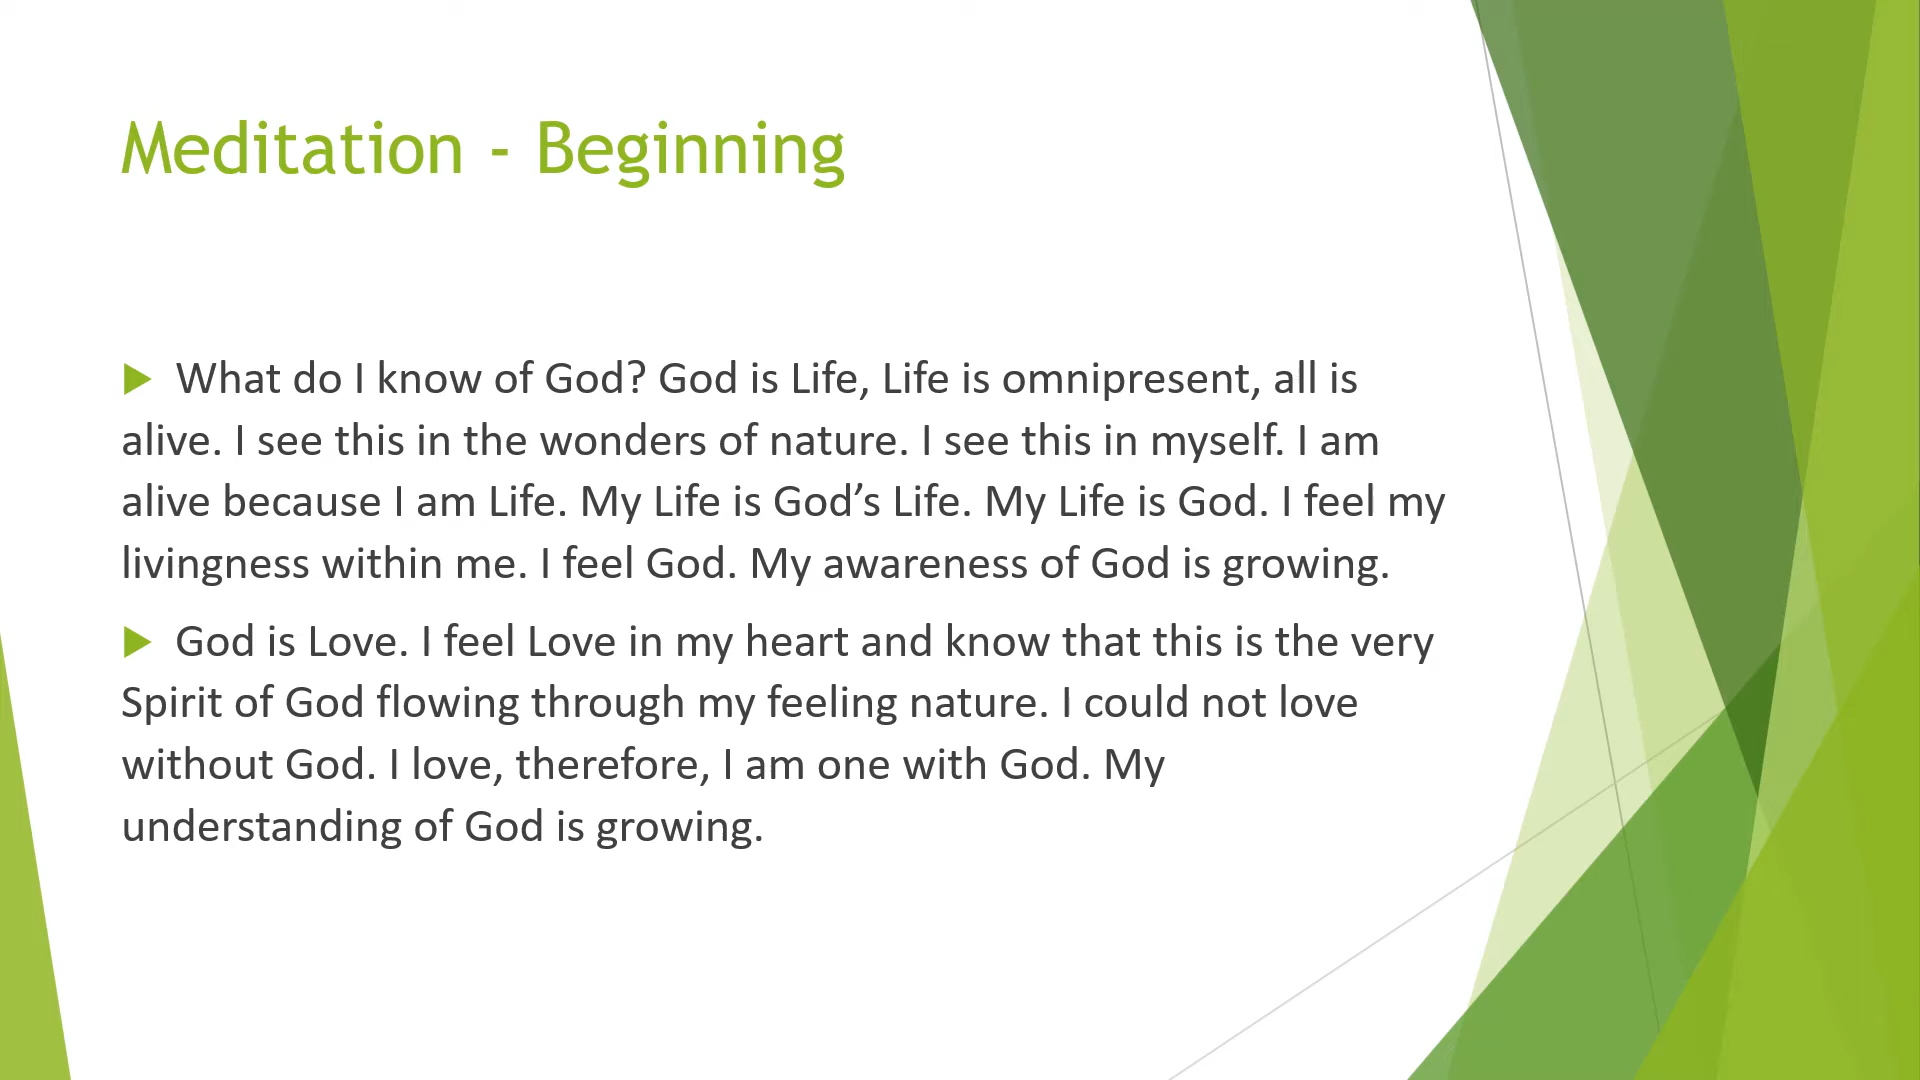 Meditation - Beginning
What do I know of God? God is Life, Life is omnipresent, all is
alive. I see this in the wonders of nature. I see this in myself. I am
alive because I am Life. My Life is God’s Life. My Life is God. I feel my
livingness within me. I feel God. My awareness of God is growing.
God is Love. I feel Love in my heart and know that this is the very
Spirit of God flowing through my feeling nature. I could not love
without God. I love, therefore, I am one with God. My
understanding of God is growing.